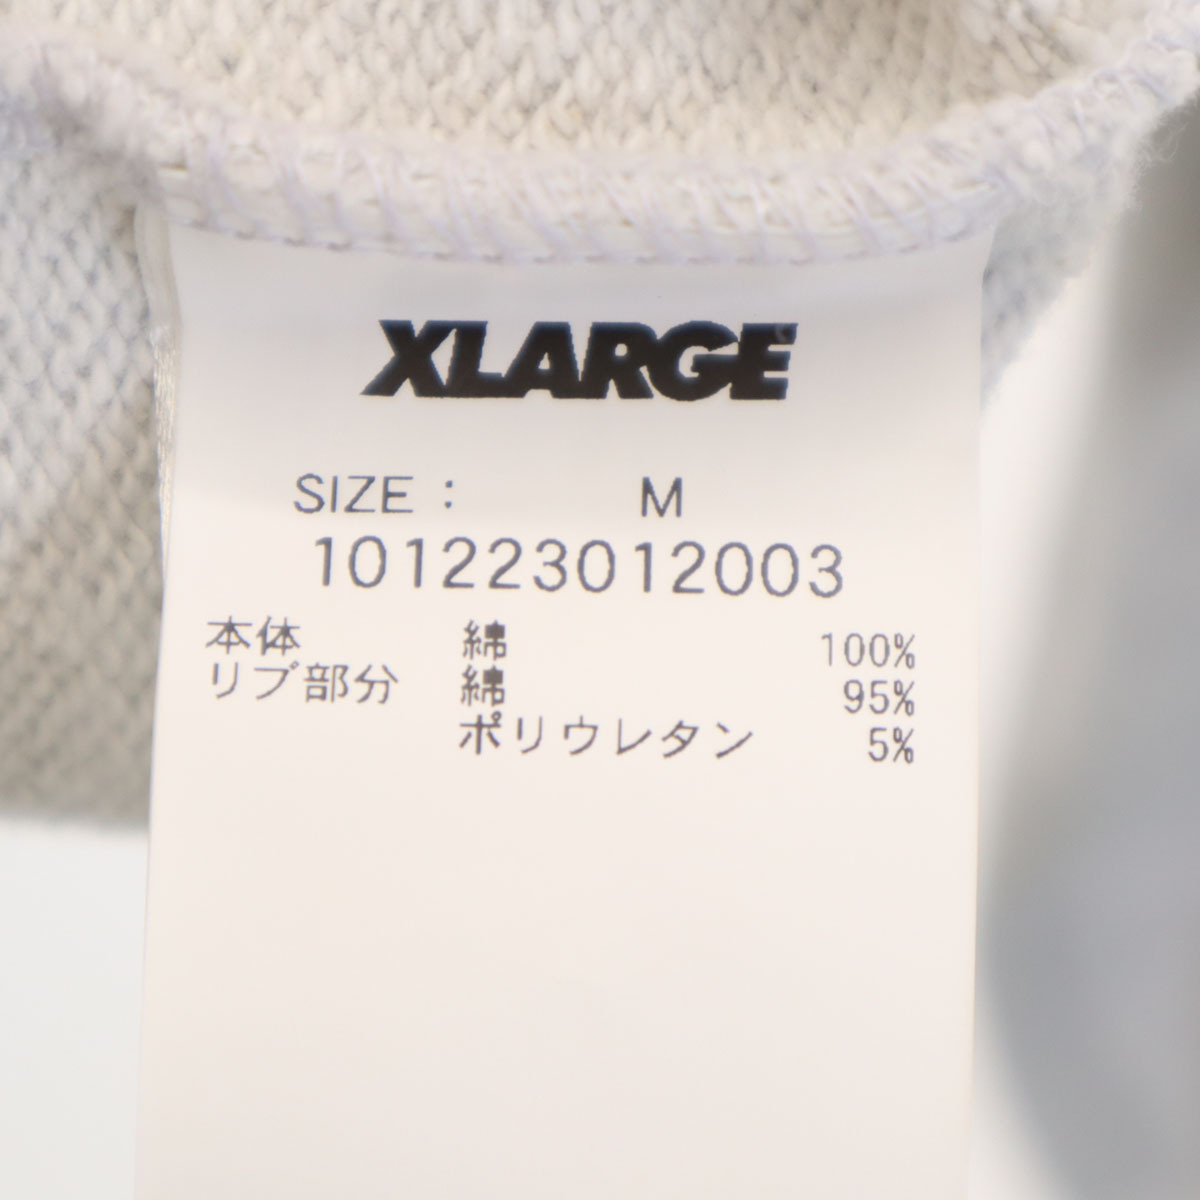 XLARGE
SIZE : M
101223012003
本体 綿 100%
リブ部分 綿 95%
ポリウレタン 5%